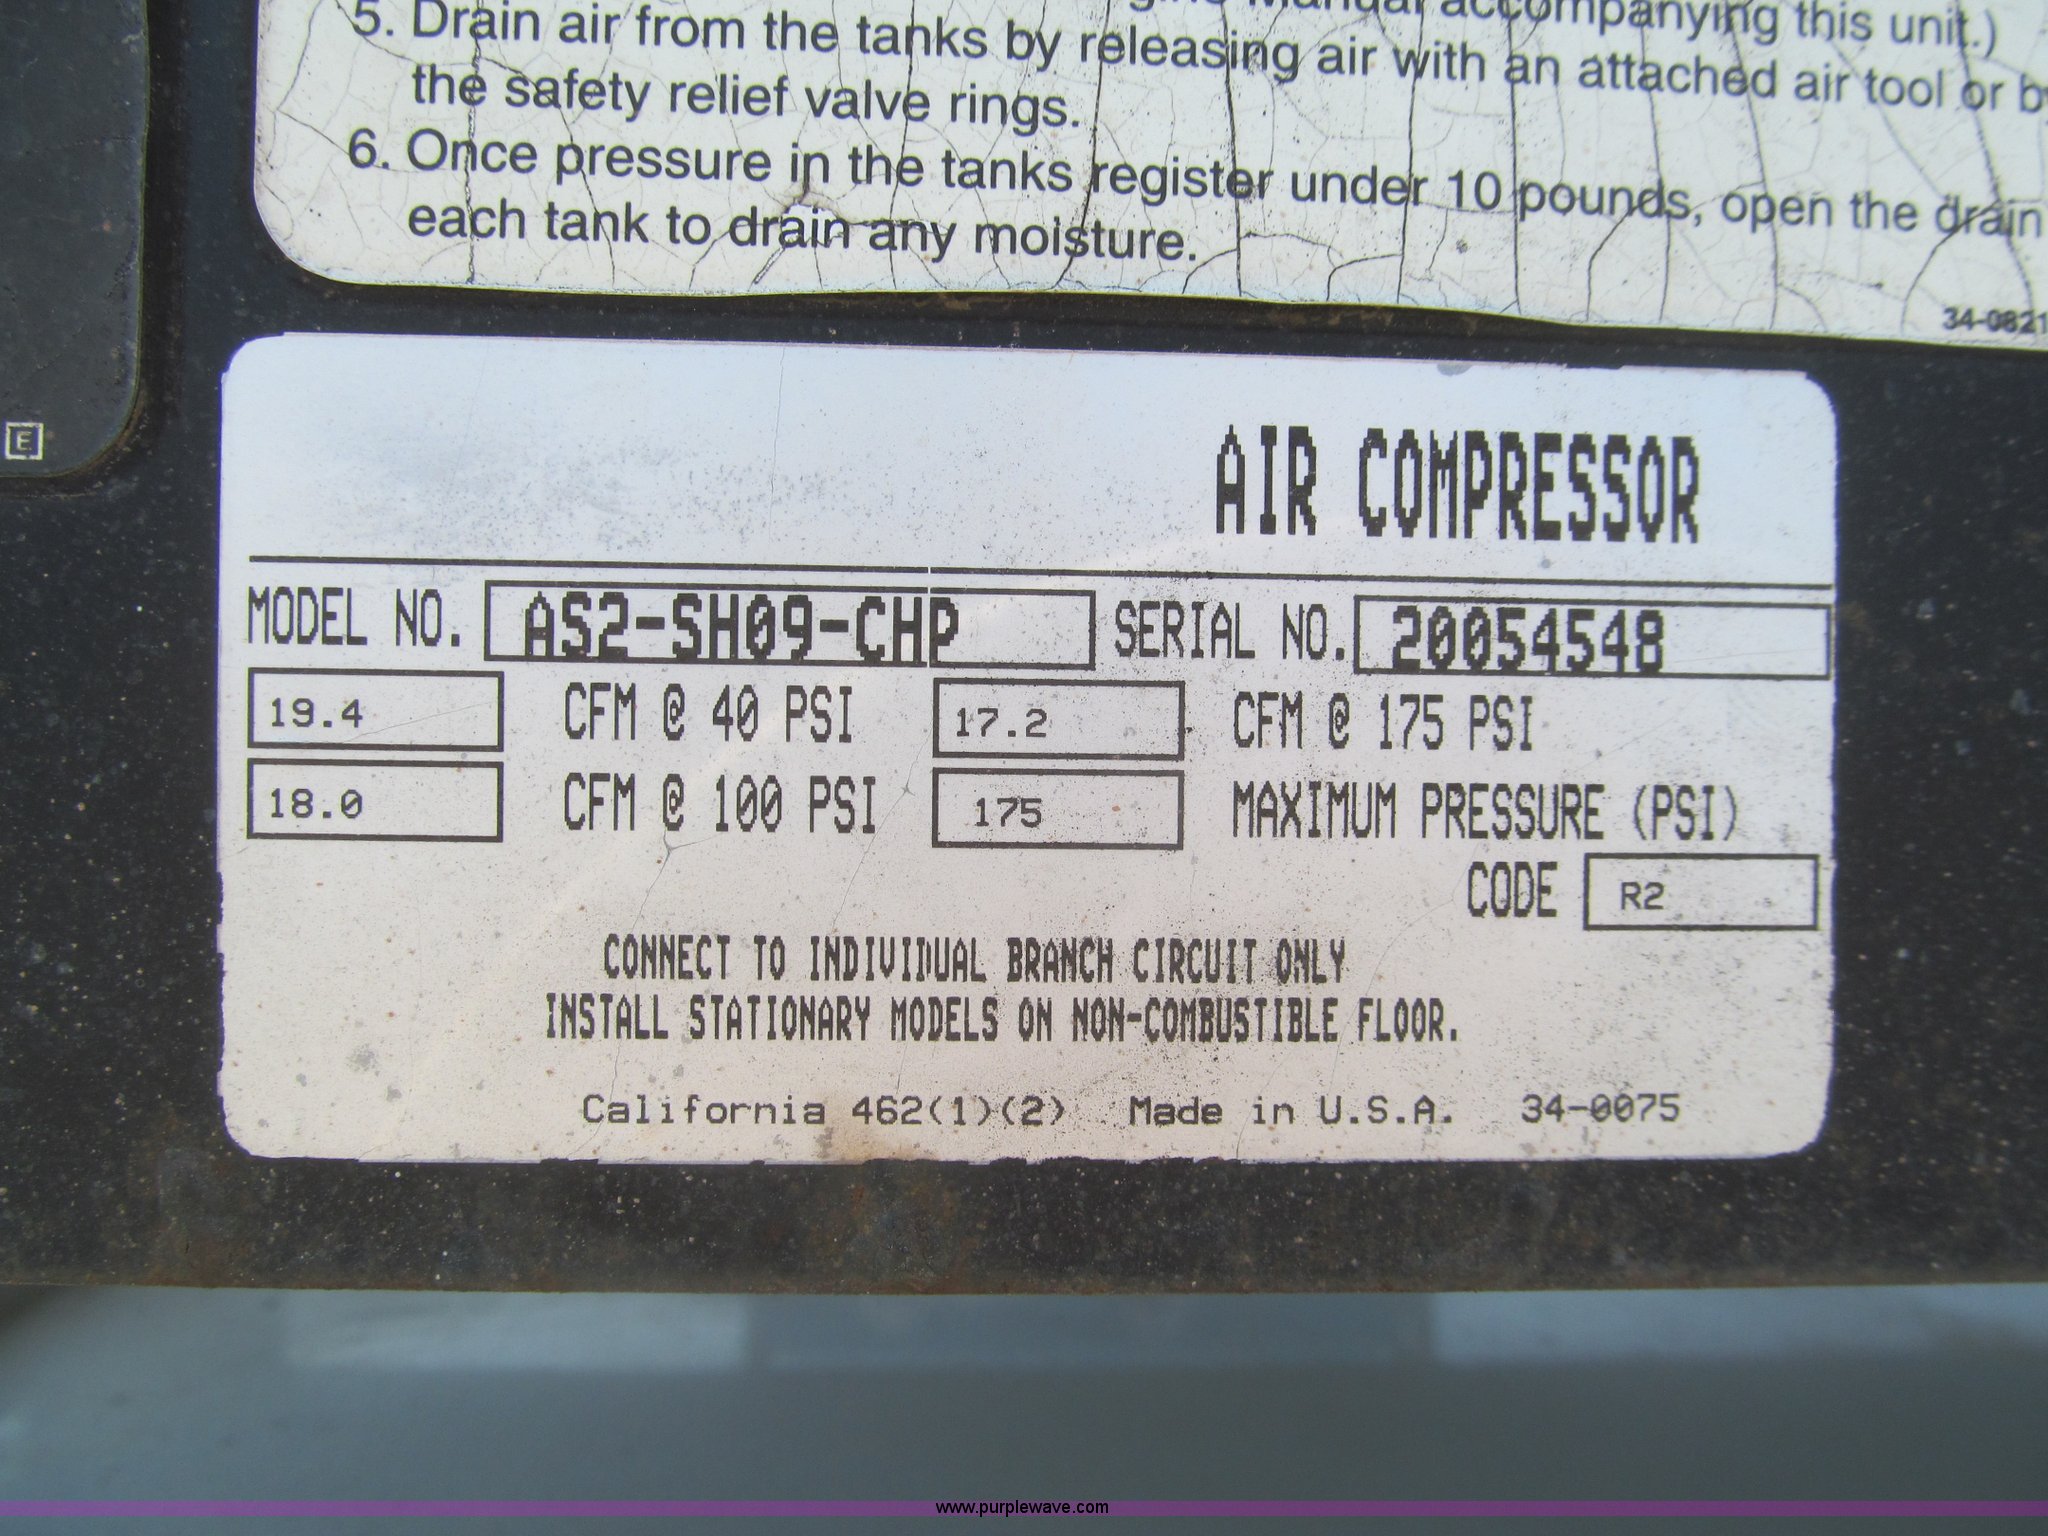 Manual accompanying this unit.)
5. Drain air from the tanks by releasing air with an attached air tool or by
the safety relief valve rings.
6. Once pressure in the tanks register under 10 pounds, open the drain
each tank to drain any moisture.
34-0821
E
AIR COMPRESSOR
MODEL NO. AS2-SH09-CHP SERIAL NO. 20054548
19.4 CFM @ 40 PSI 17.2 CFM @ 175 PSI
18.0 CFM @ 100 PSI 175 MAXIMUM PRESSURE (PSI)
CODE R2
CONNECT TO INDIVIDUAL BRANCH CIRCUIT ONLY
INSTALL STATIONARY MODELS ON NON-COMBUSTIBLE FLOOR.
California 462(1)(2) Made in U.S.A. 34-0075
www.purplewave.com